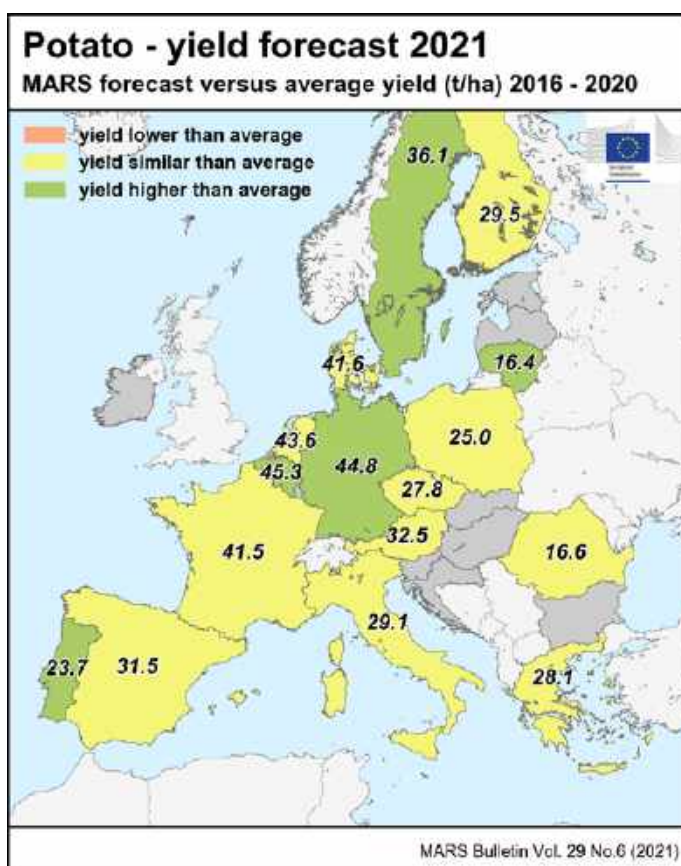 Potato - yield forecast 2021
MARS forecast versus average yield (t/ha) 2016 - 2020
yield lower than average
yield similar than average
yield higher than average
36.1
29.5
41.6
16.4
43.6
25.0
45.3
44.8
27.8
32.5
41.5
16.6
29.1
23.7
31.5
28.1
MARS Bulletin Vol. 29 No.6 (2021)